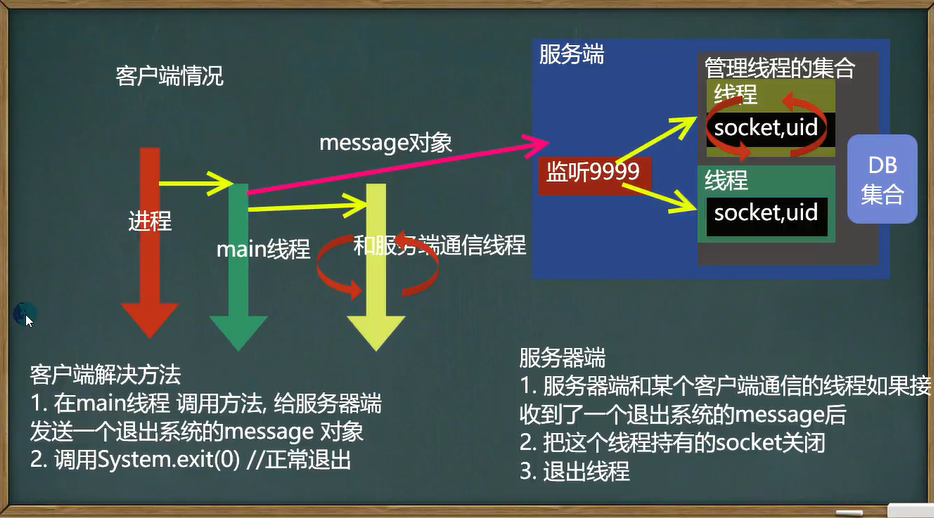 客户端情况
进程
main线程
message对象
和服务端通信线程
服务端
监听9999
管理线程的集合
线程
socket,uid
线程
socket,uid
DB
集合
客户端解决方法
1. 在main线程 调用方法, 给服务器端
发送一个退出系统的message 对象
2. 调用System.exit(0) //正常退出
服务器端
1. 服务器端和某个客户端通信的线程如果接
收到了一个退出系统的message后
2. 把这个线程持有的socket关闭
3. 退出线程